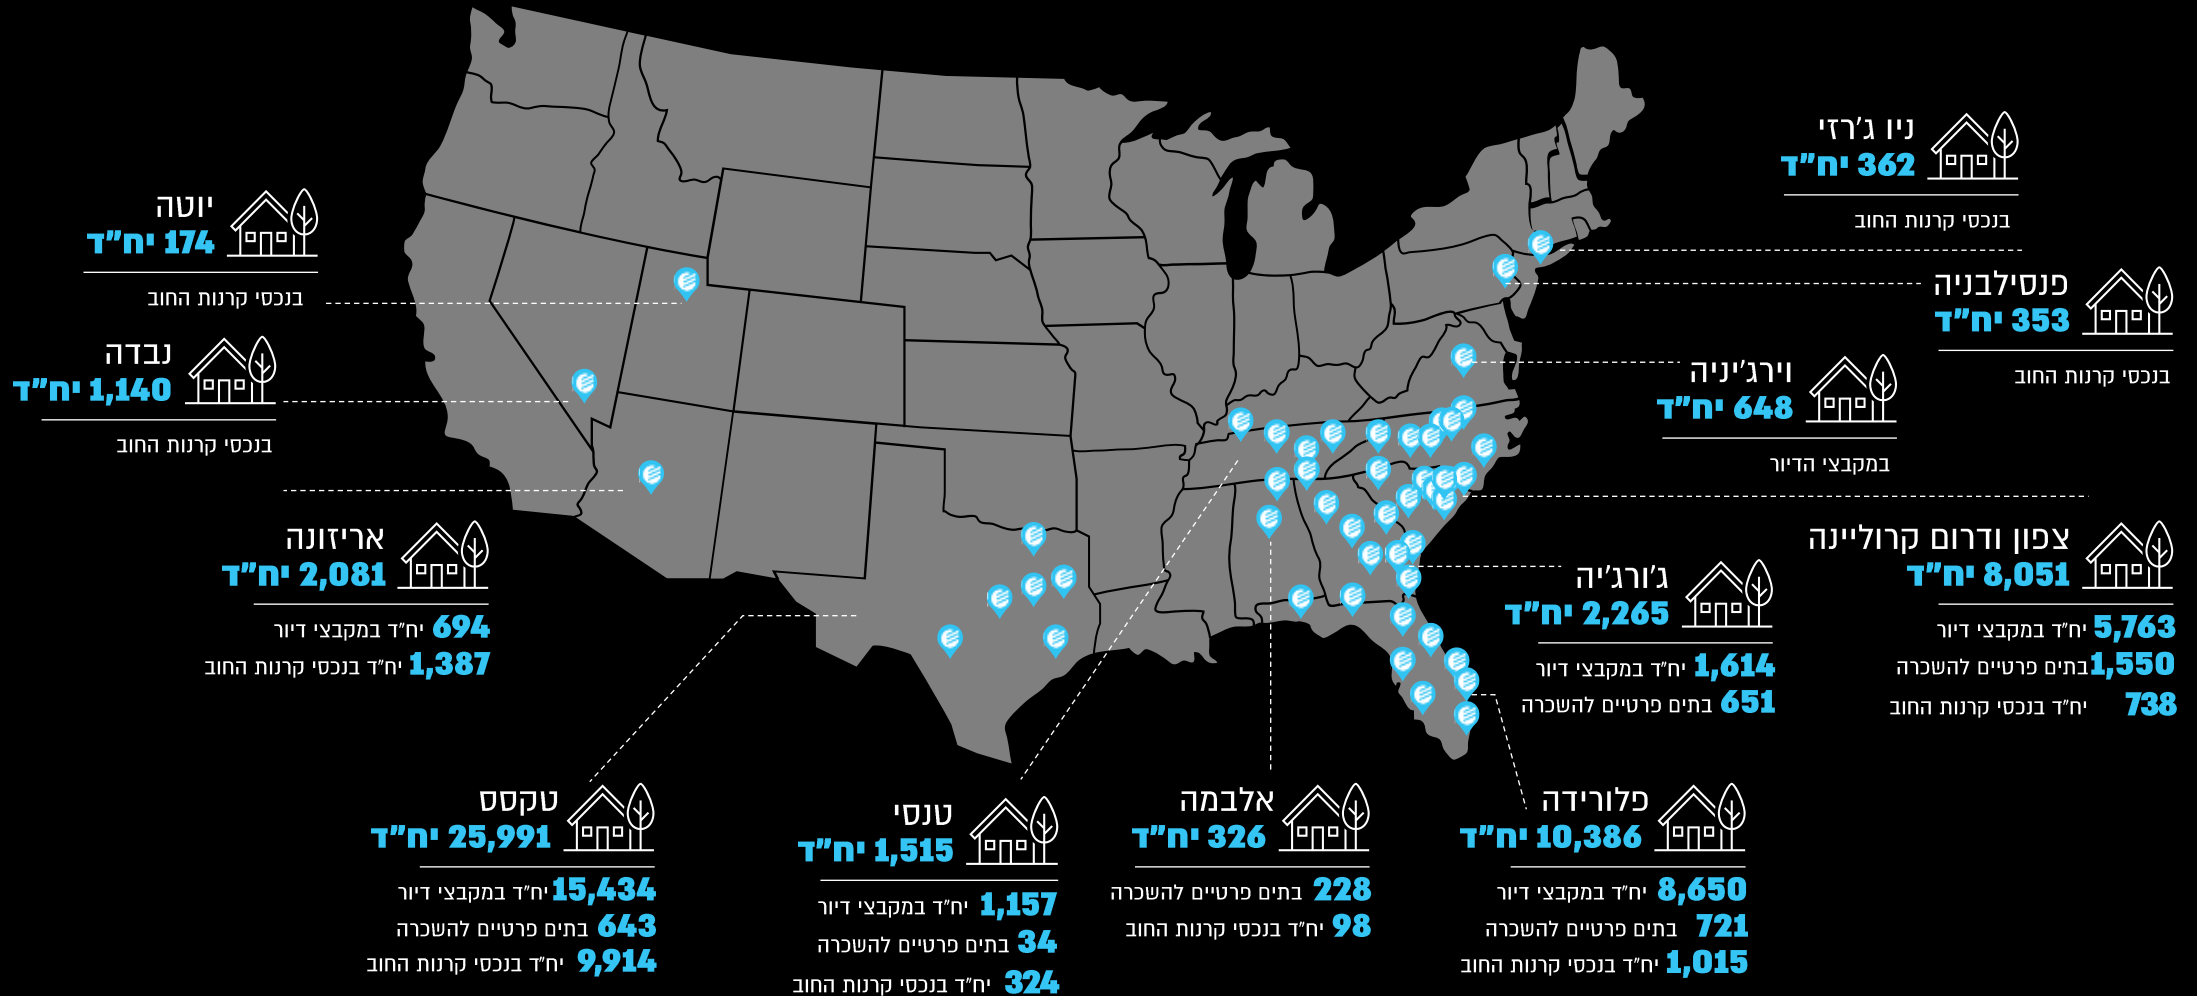 ניו ג'רזי
362 יח"ד
בנכסי קרנות החוב
פנסילבניה
353 יח"ד
בנכסי קרנות החוב
וירג'יניה
648 יח"ד
במקבצי הדיור
צפון ודרום קרוליינה
8,051 יח"ד
5,763 יח"ד במקבצי דיור
1,550 בתים פרטיים להשכרה
738 יח"ד בנכסי קרנות החוב
ג'ורג'יה
2,265 יח"ד
1,614 יח"ד במקבצי דיור
651 בתים פרטיים להשכרה
פלורידה
10,386 יח"ד
8,650 יח"ד במקבצי דיור
721 בתים פרטיים להשכרה
1,015 יח"ד בנכסי קרנות החוב
אלבמה
326 יח"ד
228 בתים פרטיים להשכרה
98 יח"ד בנכסי קרנות החוב
טנסי
1,515 יח"ד
1,157 יח"ד במקבצי דיור
34 בתים פרטיים להשכרה
324 יח"ד בנכסי קרנות החוב
טקסס
25,991 יח"ד
15,434 יח"ד במקבצי דיור
643 בתים פרטיים להשכרה
9,914 יח"ד בנכסי קרנות החוב
יוטה
174 יח"ד
בנכסי קרנות החוב
נבדה
1,140 יח"ד
בנכסי קרנות החוב
אריזונה
2,081 יח"ד
694 יח"ד במקבצי דיור
1,387 יח"ד בנכסי קרנות החוב